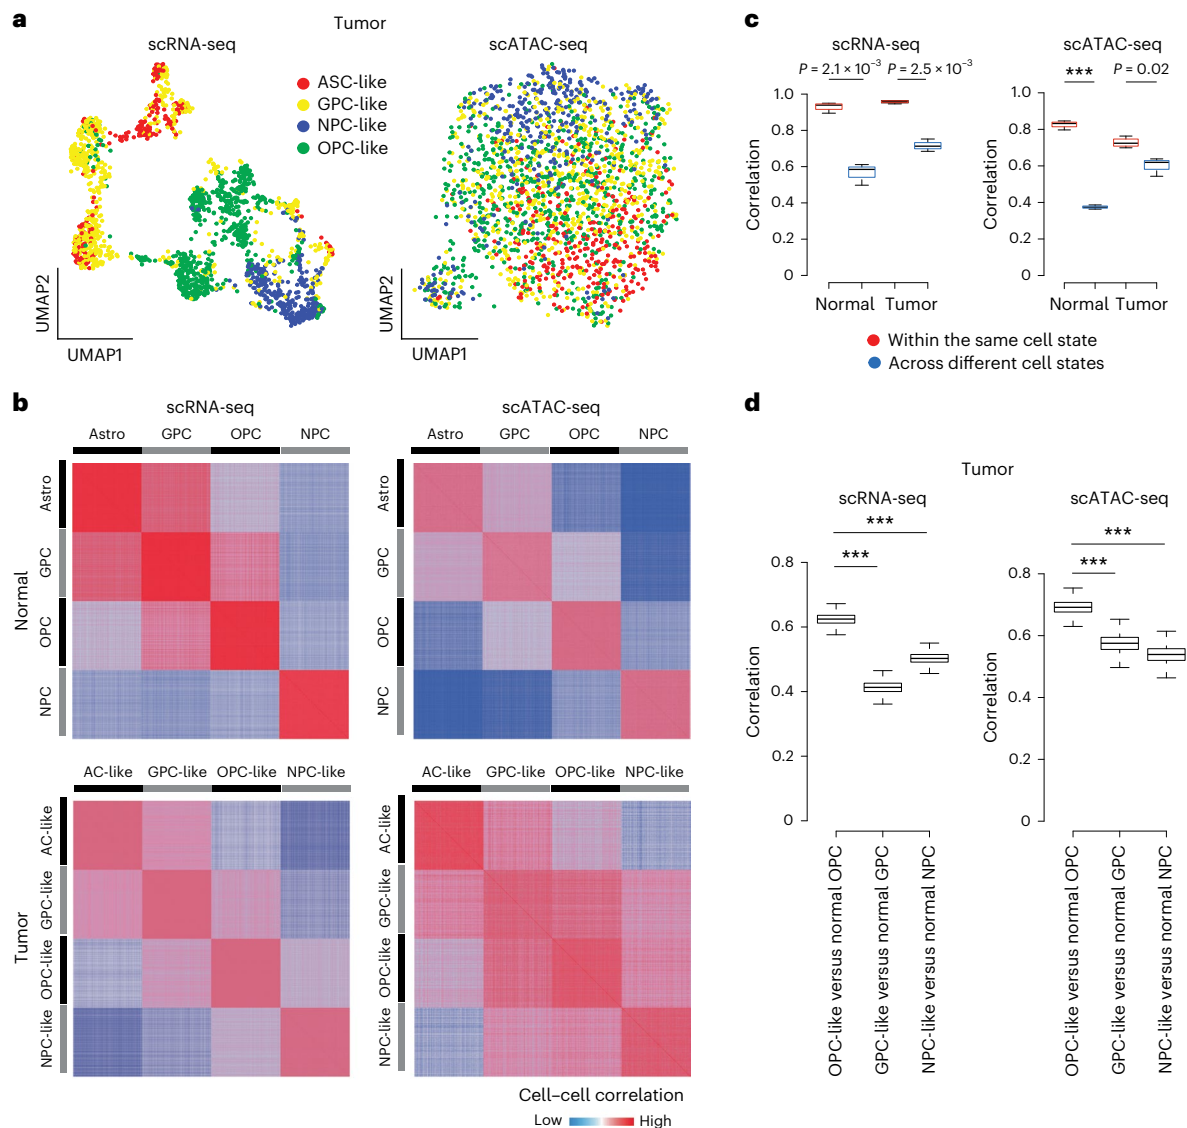 a
Tumor
scRNA-seq
scATAC-seq
ASC-like
GPC-like
NPC-like
OPC-like
UMAP2
UMAP1
UMAP2
UMAP1
c
scRNA-seq
scATAC-seq
P = 2.1 × 10⁻³
P = 2.5 × 10⁻³
***
P = 0.02
Correlation
1.0
0.8
0.6
0.4
0.2
0
Normal
Tumor
Correlation
1.0
0.8
0.6
0.4
0.2
0
Normal
Tumor
Within the same cell state
Across different cell states
b
scRNA-seq
scATAC-seq
Astro
GPC
OPC
NPC
Astro
GPC
OPC
NPC
Normal
Astro
GPC
OPC
NPC
Astro
GPC
OPC
NPC
AC-like
GPC-like
OPC-like
NPC-like
AC-like
GPC-like
OPC-like
NPC-like
Tumor
AC-like
GPC-like
OPC-like
NPC-like
AC-like
GPC-like
OPC-like
NPC-like
Cell–cell correlation
Low
High
d
Tumor
scRNA-seq
scATAC-seq
***
***
Correlation
0.8
0.6
0.4
0.2
0
OPC-like versus normal OPC
GPC-like versus normal GPC
NPC-like versus normal NPC
***
***
Correlation
0.8
0.6
0.4
0.2
0
OPC-like versus normal OPC
GPC-like versus normal GPC
NPC-like versus normal NPC